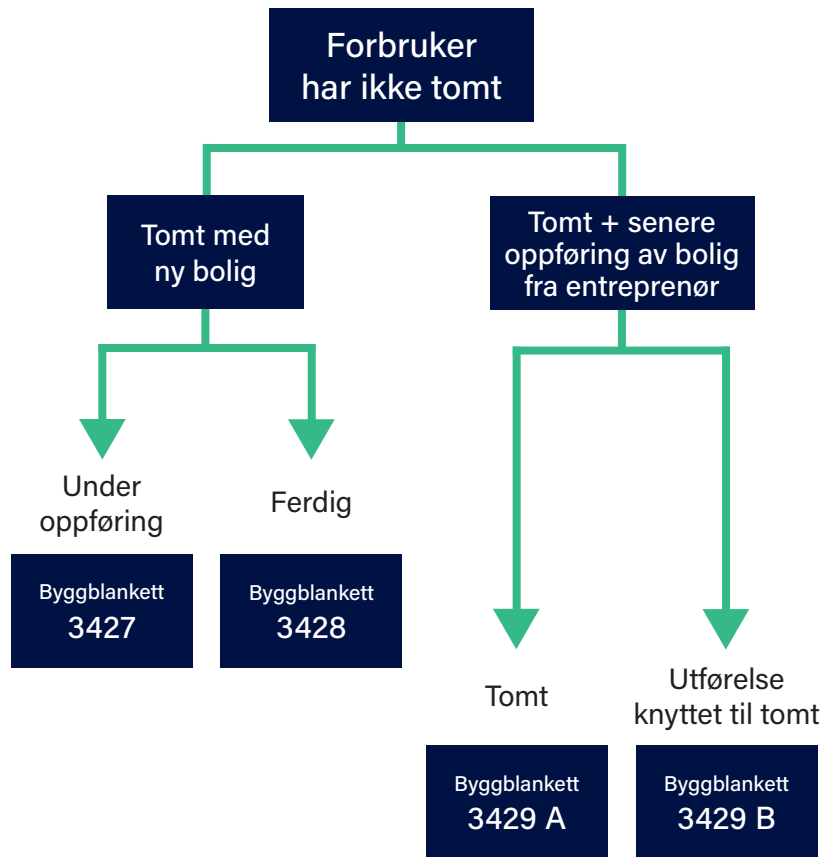 Forbruker
har ikke tomt
Tomt med
ny bolig
Tomt + senere
oppføring av bolig
fra entreprenør
Under
oppføring
Ferdig
Byggblankett
3427
Byggblankett
3428
Tomt
Utførelse
knyttet til tomt
Byggblankett
3429 A
Byggblankett
3429 B